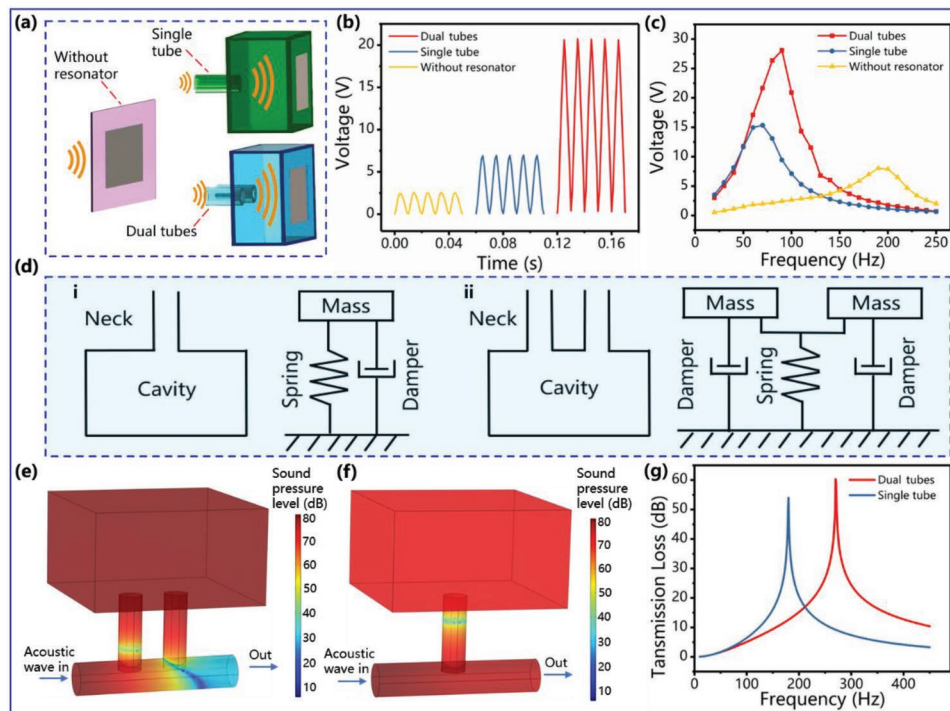 (a)
Single
tube
Without
resonator
Dual tubes
(b)
Dual tubes
Single tube
Without resonator
Voltage (V)
20
15
10
5
0
0.00 0.04 0.08 0.12 0.16
Time (s)
(c)
Dual tubes
Single tube
Without resonator
Voltage (V)
30
25
20
15
10
5
0
0 50 100 150 200 250
Frequency (Hz)
(d)
i
Neck
Cavity
Mass
Spring
Damper
ii
Neck
Cavity
Mass
Mass
Damper
Spring
Damper
(e)
Sound
pressure
level (dB)
80
70
60
50
40
30
20
10
Acoustic
wave in
Out
(f)
Sound
pressure
level (dB)
80
70
60
50
40
30
20
10
Acoustic
wave in
Out
(g)
Dual tubes
Single tube
Tansmission Loss (dB)
60
50
40
30
20
10
0
0 100 200 300 400
Frequency (Hz)